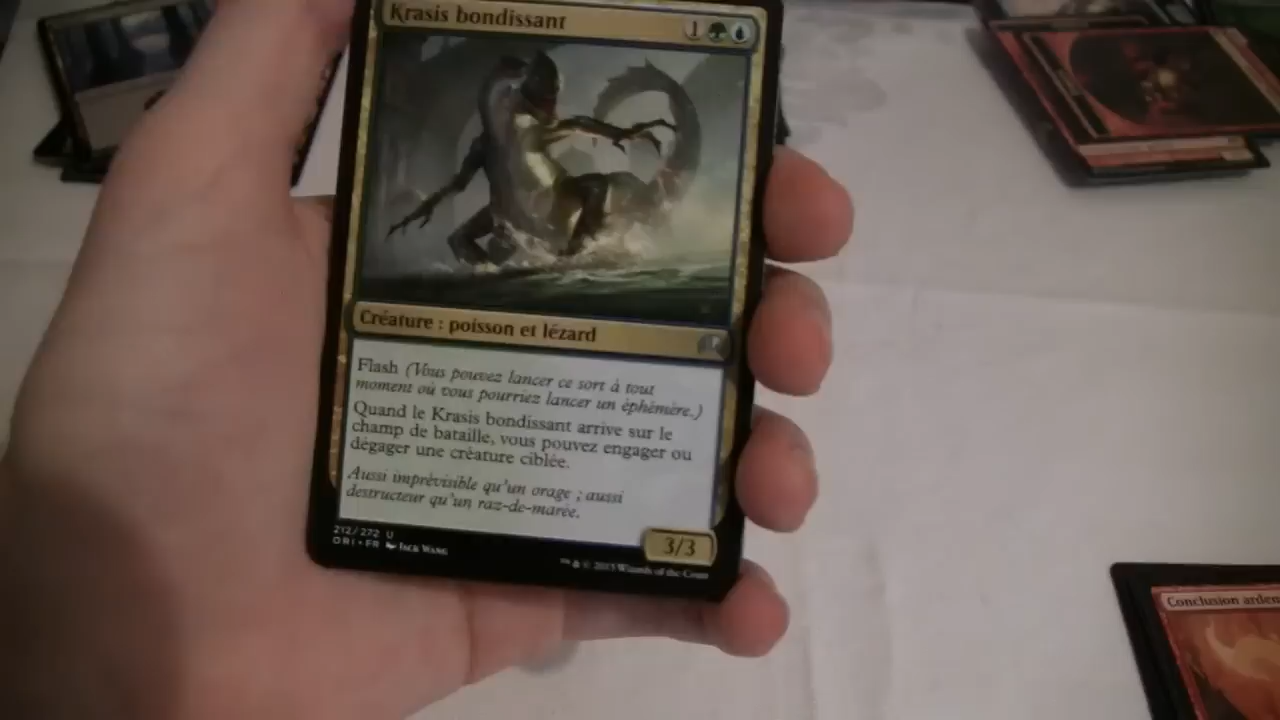 Krasis bondissant 1
Créature : poisson et lézard
Flash (Vous pouvez lancer ce sort à tout
moment où vous pourriez lancer un éphémère.)
Quand le Krasis bondissant arrive sur le
champ de bataille, vous pouvez engager ou
dégager une créature ciblée.
Aussi imprévisible qu'un orage ; aussi
destructeur qu'un raz-de-marée.
3/3
212/272 U
ORI • FR Jack Wang
™ & © 2015 Wizards of the Coast
Conclusion arden